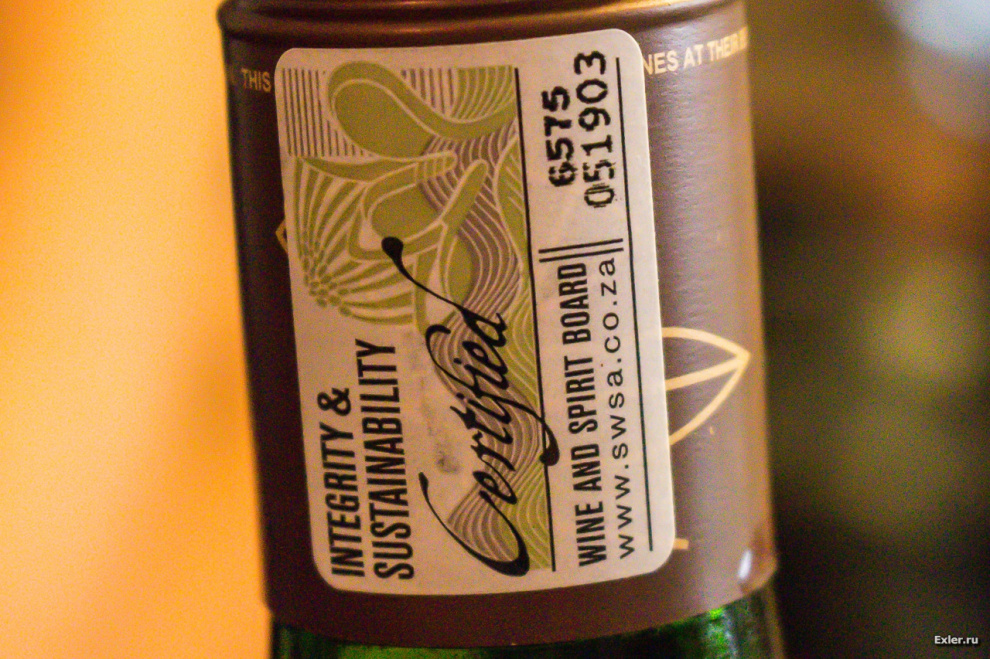 THIS
NES AT THEIR
INTEGRITY &
SUSTAINABILITY
Certified
WINE AND SPIRIT BOARD
www.swsa.co.za
6575
051903
Exler.ru